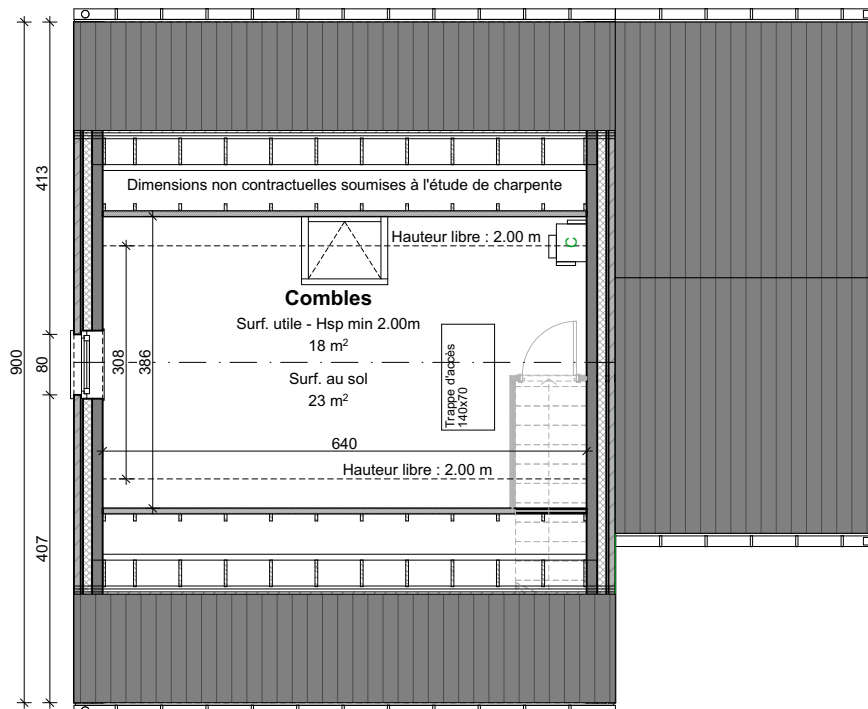 Dimensions non contractuelles soumises à l'étude de charpente
Hauteur libre : 2.00 m
C
Combles
Surf. utile - Hsp min 2.00m
18 m²
Surf. au sol
23 m²
Trappe d'accès
140x70
640
Hauteur libre : 2.00 m
900
413
80
407
308
386